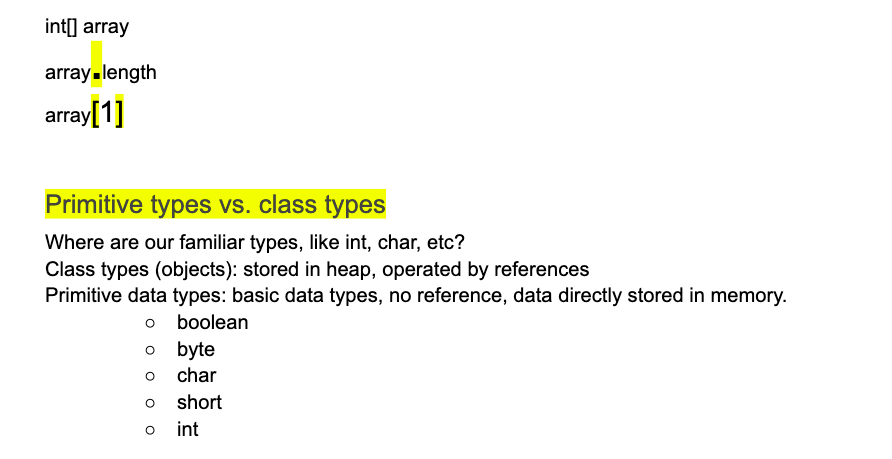 int[] array
array.length
array[1]
Primitive types vs. class types
Where are our familiar types, like int, char, etc?
Class types (objects): stored in heap, operated by references
Primitive data types: basic data types, no reference, data directly stored in memory.
○ boolean
○ byte
○ char
○ short
○ int